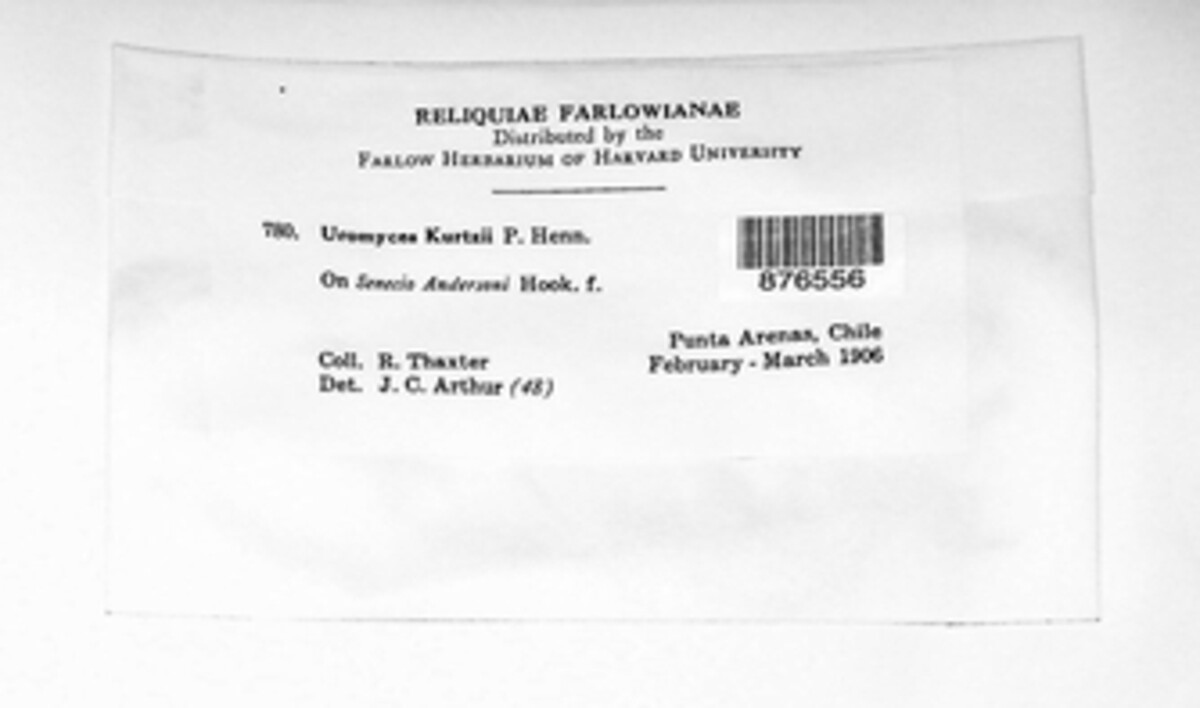 RELIQUIAE FARLOWIANAE
Distributed by the
FARLOW HERBARIUM OF HARVARD UNIVERSITY
780. Uromyces Kurtzii P. Henn.
On Senecio Andersoni Hook. f.
876556
Punta Arenas, Chile
February - March 1906
Coll. R. Thaxter
Det. J. C. Arthur (48)